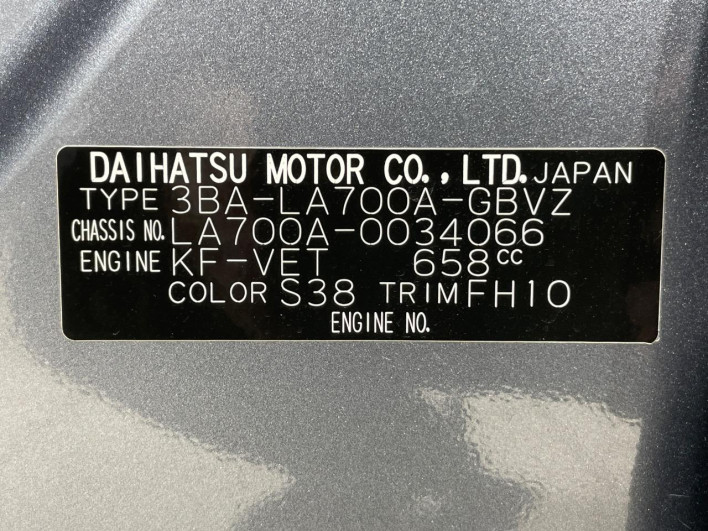 DAIHATSU MOTOR CO., LTD. JAPAN
TYPE 3BA-LA700A-GBVZ
CHASSIS NO. LA700A-0034066
ENGINE KF-VET 658cc
COLOR S38 TRIM FH10
ENGINE NO.